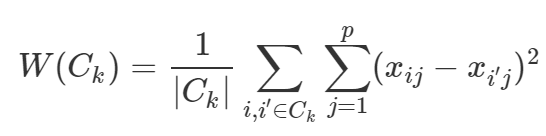 W(C_k) = \frac{1}{|C_k|} \sum_{i,i' \in C_k} \sum_{j=1}^{p} (x_{ij} - x_{i'j})^2